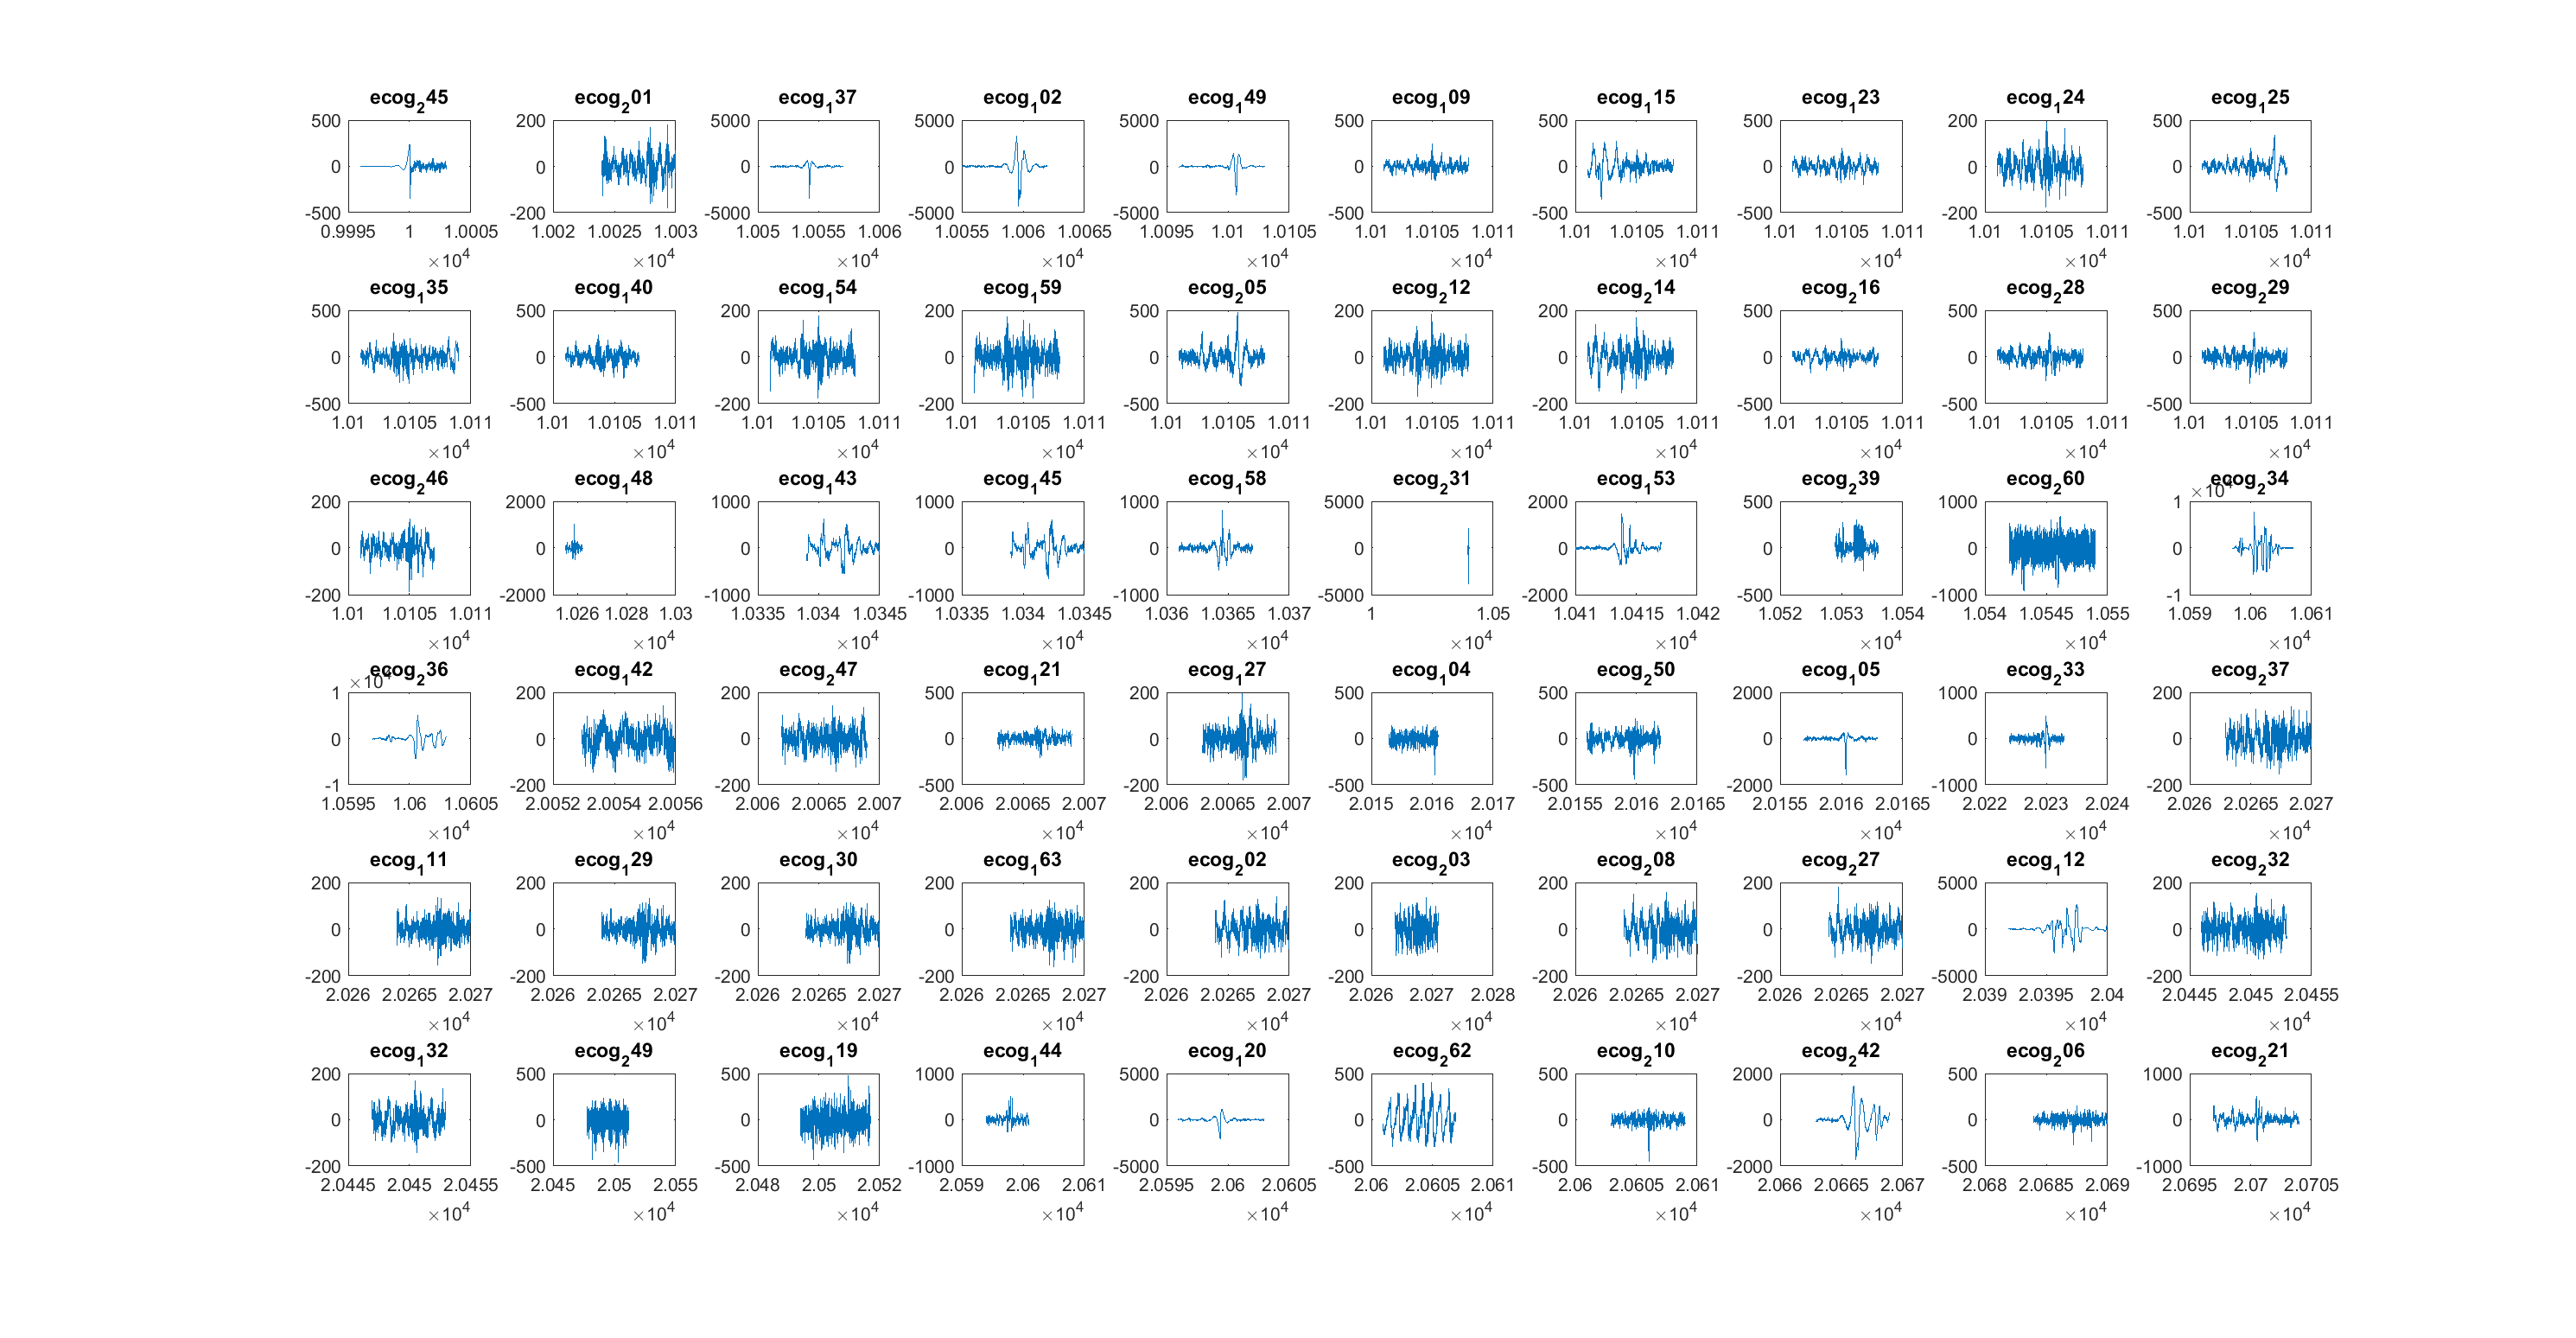 ecog₂45 ecog₂01 ecog₁37 ecog₁02 ecog₁49 ecog₁09 ecog₁15 ecog₁23 ecog₁24 ecog₁25
500 200 5000 5000 5000 500 500 500 200 500
0 0 0 0 0 0 0 0 0 0
-500 -200 -5000 -5000 -5000 -500 -500 -500 -200 -500
0.9995 1 1.0005 1.002 1.0025 1.003 1.005 1.0055 1.006 1.0055 1.006 1.0065 1.0095 1.01 1.0105 1.01 1.0105 1.011 1.01 1.0105 1.011 1.01 1.0105 1.011 1.01 1.0105 1.011 1.01 1.0105 1.011
×10⁴ ×10⁴ ×10⁴ ×10⁴ ×10⁴ ×10⁴ ×10⁴ ×10⁴ ×10⁴ ×10⁴
ecog₁35 ecog₁40 ecog₁54 ecog₁59 ecog₂05 ecog₂12 ecog₂14 ecog₂16 ecog₂28 ecog₂29
500 500 200 200 500 200 200 500 500 500
0 0 0 0 0 0 0 0 0 0
-500 -500 -200 -200 -500 -200 -200 -500 -500 -500
1.01 1.0105 1.011 1.01 1.0105 1.011 1.01 1.0105 1.011 1.01 1.0105 1.011 1.01 1.0105 1.011 1.01 1.0105 1.011 1.01 1.0105 1.011 1.01 1.0105 1.011 1.01 1.0105 1.011 1.01 1.0105 1.011
×10⁴ ×10⁴ ×10⁴ ×10⁴ ×10⁴ ×10⁴ ×10⁴ ×10⁴ ×10⁴ ×10⁴
ecog₂46 ecog₁48 ecog₁43 ecog₁45 ecog₁58 ecog₂31 ecog₁53 ecog₂39 ecog₂60 ecog₂34
200 2000 1000 1000 1000 5000 2000 500 1000 1 ×10⁴
0 0 0 0 0 0 0 0 0 0
-200 -2000 -1000 -1000 -1000 -5000 -2000 -500 -1000 -1
1.01 1.0105 1.011 1.026 1.028 1.03 1.0335 1.034 1.0345 1.0335 1.034 1.0345 1.036 1.0365 1.037 1 1.05 1.041 1.0415 1.042 1.052 1.053 1.054 1.054 1.0545 1.055 1.059 1.06 1.061
×10⁴ ×10⁴ ×10⁴ ×10⁴ ×10⁴ ×10⁴ ×10⁴ ×10⁴ ×10⁴ ×10⁴
ecog₂36 ecog₁42 ecog₂47 ecog₁21 ecog₁27 ecog₁04 ecog₂50 ecog₁05 ecog₂33 ecog₂37
1 ×10⁴ 200 200 500 200 500 500 2000 1000 200
0 0 0 0 0 0 0 0 0 0
-1 -200 -200 -500 -200 -500 -500 -2000 -1000 -200
1.0595 1.06 1.0605 2.0052 2.0054 2.0056 2.006 2.0065 2.007 2.006 2.0065 2.007 2.006 2.0065 2.007 2.015 2.016 2.017 2.0155 2.016 2.0165 2.0155 2.016 2.0165 2.022 2.023 2.024 2.026 2.0265 2.027
×10⁴ ×10⁴ ×10⁴ ×10⁴ ×10⁴ ×10⁴ ×10⁴ ×10⁴ ×10⁴ ×10⁴
ecog₁11 ecog₁29 ecog₁30 ecog₁63 ecog₂02 ecog₂03 ecog₂08 ecog₂27 ecog₁12 ecog₂32
200 200 200 200 200 200 200 200 5000 200
0 0 0 0 0 0 0 0 0 0
-200 -200 -200 -200 -200 -200 -200 -200 -5000 -200
2.026 2.0265 2.027 2.026 2.0265 2.027 2.026 2.0265 2.027 2.026 2.0265 2.027 2.026 2.0265 2.027 2.026 2.027 2.028 2.026 2.0265 2.027 2.026 2.0265 2.027 2.039 2.0395 2.04 2.0445 2.045 2.0455
×10⁴ ×10⁴ ×10⁴ ×10⁴ ×10⁴ ×10⁴ ×10⁴ ×10⁴ ×10⁴ ×10⁴
ecog₁32 ecog₂49 ecog₁19 ecog₁44 ecog₁20 ecog₂62 ecog₂10 ecog₂42 ecog₂06 ecog₂21
200 500 500 1000 5000 500 500 2000 500 1000
0 0 0 0 0 0 0 0 0 0
-200 -500 -500 -1000 -5000 -500 -500 -2000 -500 -1000
2.0445 2.045 2.0455 2.045 2.05 2.055 2.048 2.05 2.052 2.059 2.06 2.061 2.0595 2.06 2.0605 2.06 2.0605 2.061 2.06 2.0605 2.061 2.066 2.0665 2.067 2.068 2.0685 2.069 2.0695 2.07 2.0705
×10⁴ ×10⁴ ×10⁴ ×10⁴ ×10⁴ ×10⁴ ×10⁴ ×10⁴ ×10⁴ ×10⁴